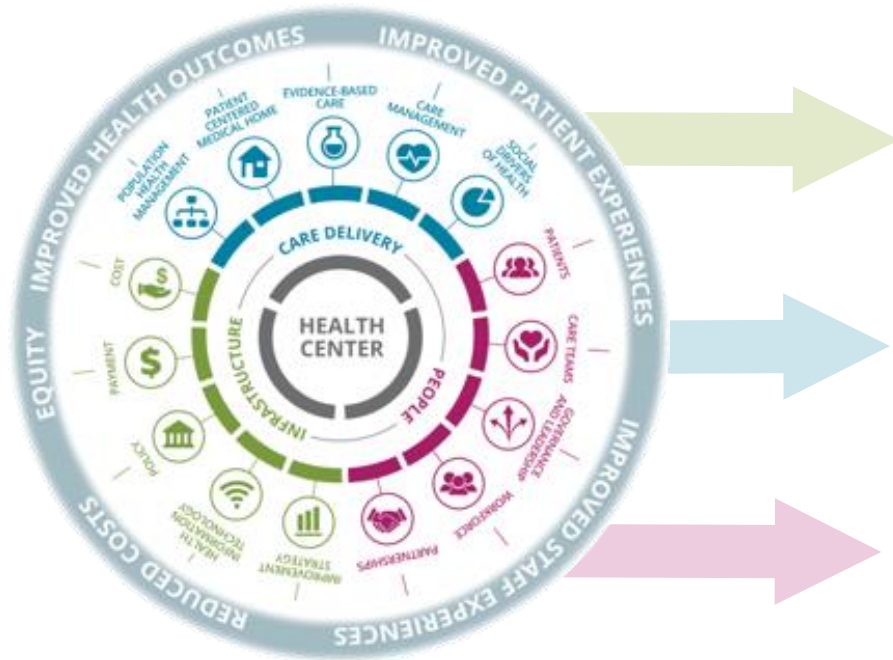 IMPROVED HEALTH OUTCOMES
IMPROVED PATIENT EXPERIENCES
IMPROVED STAFF EXPERIENCES
REDUCED COSTS
EQUITY
POPULATION
HEALTH
MANAGEMENT
PATIENT
CENTERED
MEDICAL HOME
EVIDENCE-BASED
CARE
CARE
MANAGEMENT
SOCIAL
DRIVERS
OF HEALTH
PATIENTS
CARE TEAMS
GOVERNANCE
AND LEADERSHIP
WORKFORCE
PARTNERSHIPS
IMPROVEMENT
STRATEGY
HEALTH
INFORMATION
TECHNOLOGY
POLICY
PAYMENT
COST
CARE DELIVERY
PEOPLE
INFRASTRUCTURE
HEALTH
CENTER